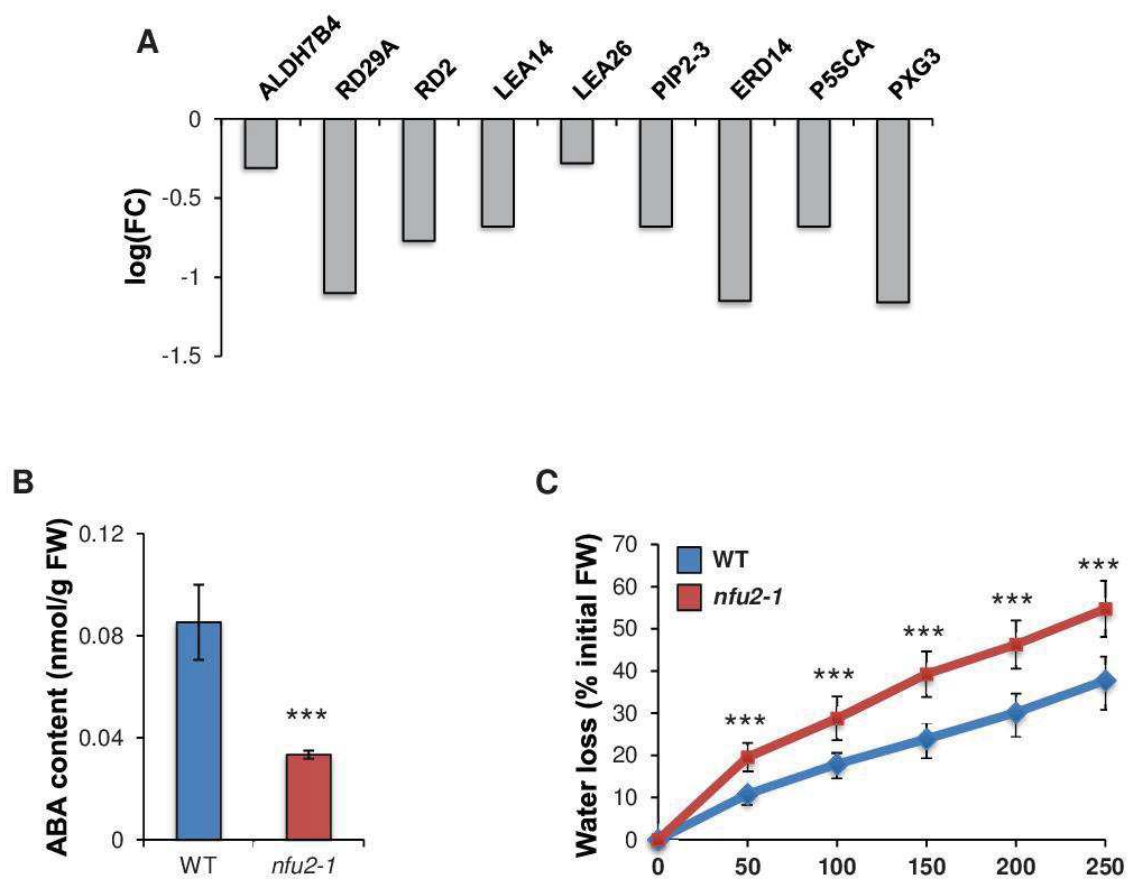 A
ALDH7B4 RD29A RD2 LEA14 LEA26 PIP2-3 ERD14 P5SCA PXG3
log(FC)
0
-0.5
-1
-1.5
B
ABA content (nmol/g FW)
0.12
0.08
0.04
0
***
WT nfu2-1
C
Water loss (% initial FW)
70
60
50
40
30
20
10
0
WT
nfu2-1
*** *** *** *** ***
0 50 100 150 200 250